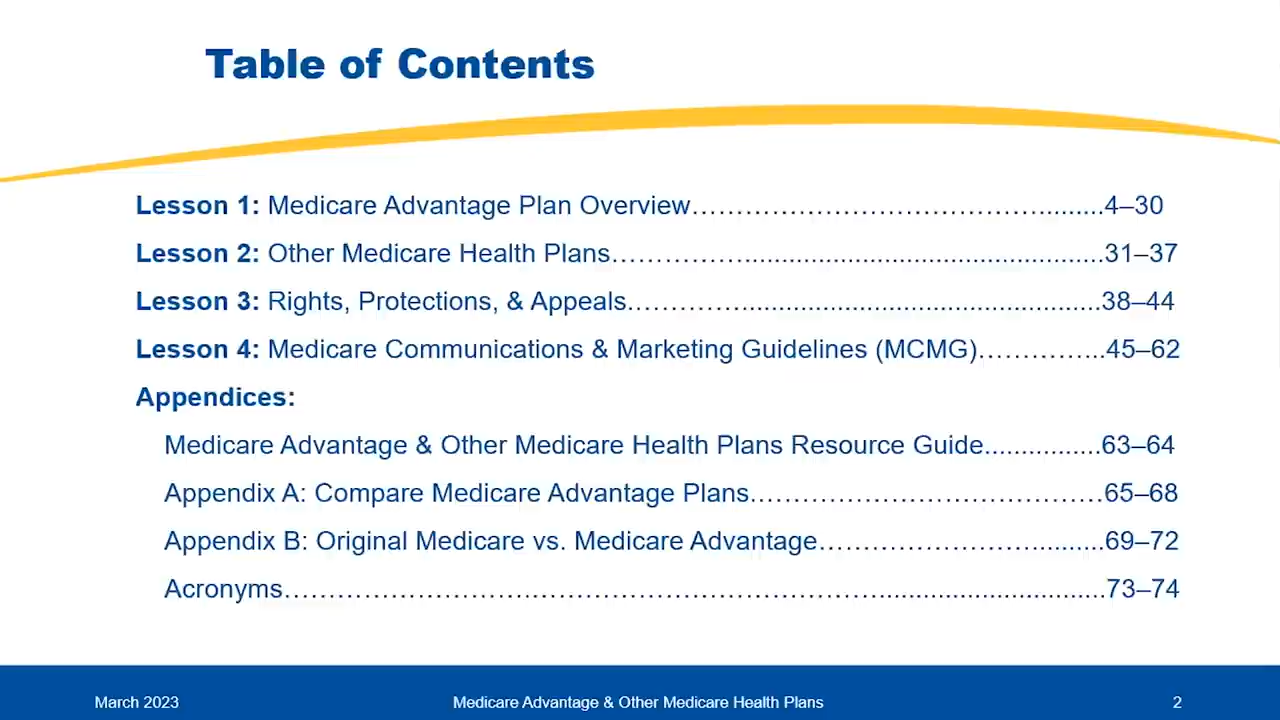 Table of Contents
Lesson 1: Medicare Advantage Plan Overview……………………………………….........4–30
Lesson 2: Other Medicare Health Plans……………..................................................31–37
Lesson 3: Rights, Protections, & Appeals…………...................................................38–44
Lesson 4: Medicare Communications & Marketing Guidelines (MCMG)…………...45–62
Appendices:
Medicare Advantage & Other Medicare Health Plans Resource Guide................63–64
Appendix A: Compare Medicare Advantage Plans…………………………………….65–68
Appendix B: Original Medicare vs. Medicare Advantage……………………….........69–72
Acronyms………………………..……………………………………...............................73–74
March 2023
Medicare Advantage & Other Medicare Health Plans
2